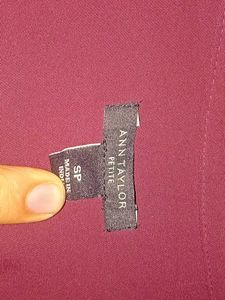 ANN TAYLOR
PETITE
SP
MADE IN